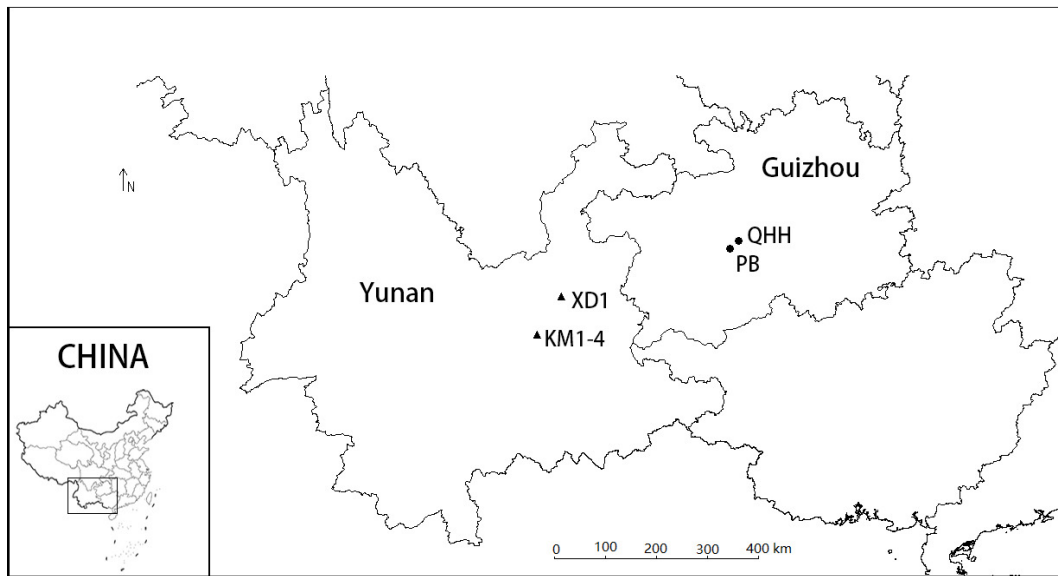 Guizhou
N
QHH
PB
Yunan
XD1
KM1-4
CHINA
0 100 200 300 400 km